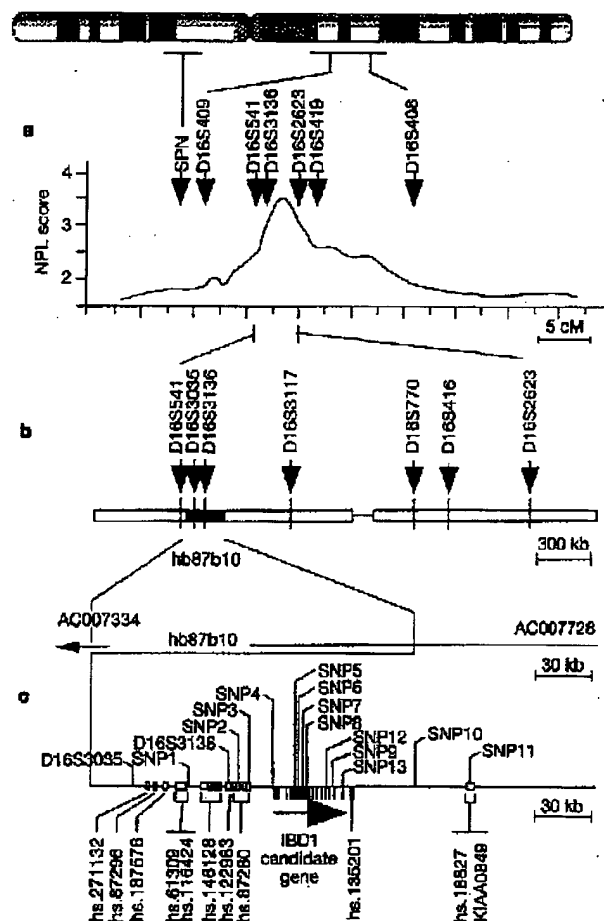 SPN
D16S409
D16S541
D16S3136
D16S2623
D16S419
D16S408
a
4
3
2
NPL score
5 cM
b
D16S541
D16S3035
D16S3136
D16S3117
D16S770
D16S416
D16S2623
hb87b10
300 kb
AC007334
hb87b10
AC007728
30 kb
c
SNP5
SNP6
SNP7
SNP8
SNP4
SNP3
SNP2
D16S3136
SNP1
D16S3035
SNP12
SNP9
SNP13
SNP10
SNP11
30 kb
IBD1
candidate
gene
hs.271132
hs.87296
hs.187578
hs.61309
hs.116424
hs.146128
hs.122983
hs.87280
hs.135201
hs.18827
KIAA0849